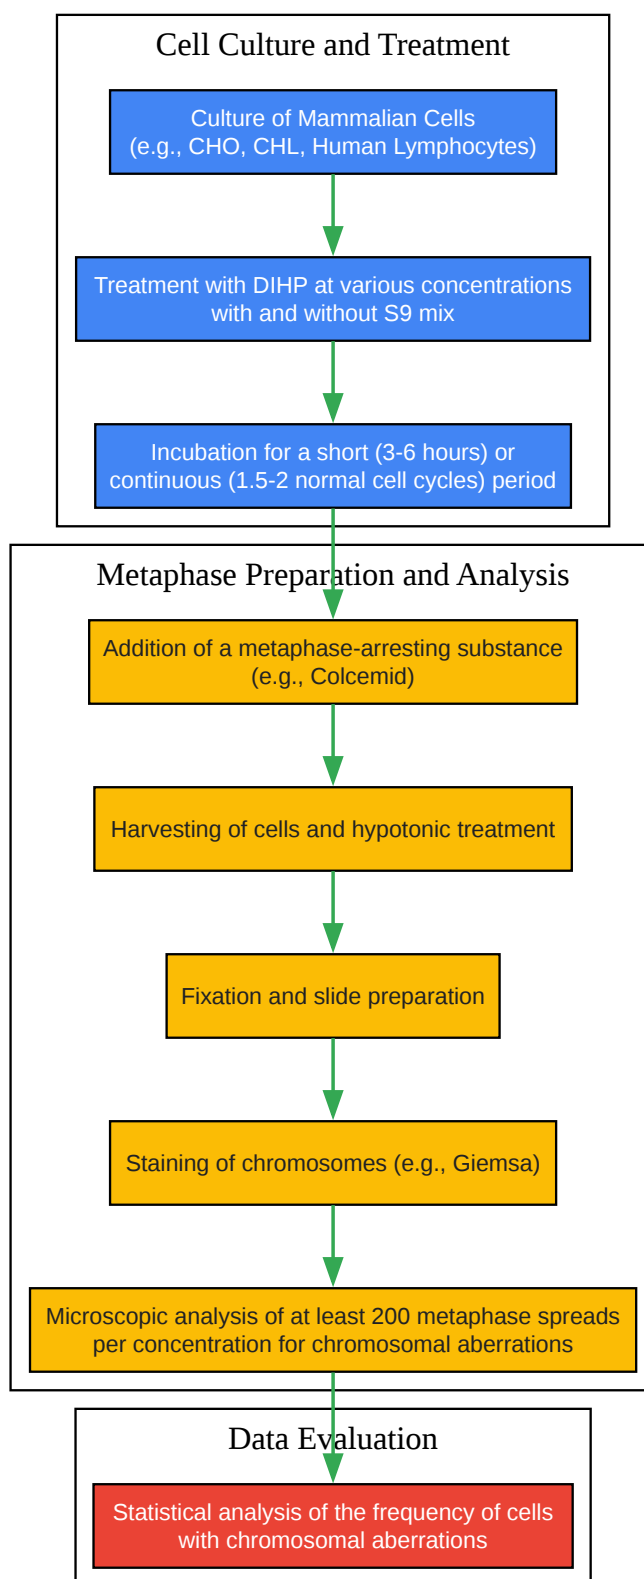 Cell Culture and Treatment
Culture of Mammalian Cells
(e.g., CHO, CHL, Human Lymphocytes)
Treatment with DIHP at various concentrations
with and without S9 mix
Incubation for a short (3-6 hours) or
continuous (1.5-2 normal cell cycles) period
Metaphase Preparation and Analysis
Addition of a metaphase-arresting substance
(e.g., Colcemid)
Harvesting of cells and hypotonic treatment
Fixation and slide preparation
Staining of chromosomes (e.g., Giemsa)
Microscopic analysis of at least 200 metaphase spreads
per concentration for chromosomal aberrations
Data Evaluation
Statistical analysis of the frequency of cells
with chromosomal aberrations